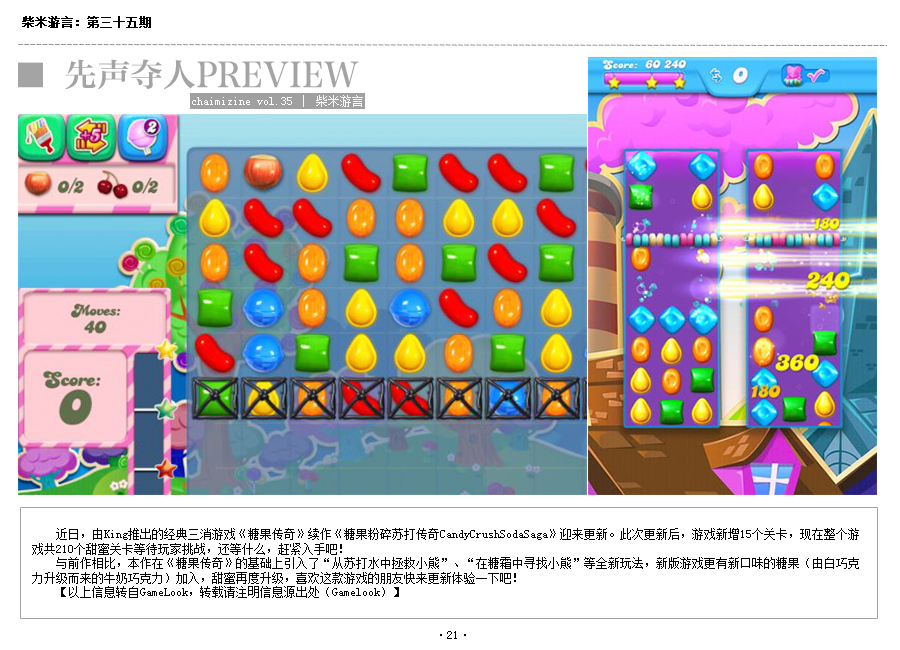 柴米游言：第三十五期
先声夺人PREVIEW
chaimizine vol.35 | 柴米游言
+5
2
0/2 0/2
Moves:
40
Score:
0
Score: 60 240
0
180
240
360
180
近日，由King推出的经典三消游戏《糖果传奇》续作《糖果粉碎苏打传奇CandyCrushSodaSaga》迎来更新。此次更新后，游戏新增15个关卡，现在整个游
戏共210个甜蜜关卡等待玩家挑战，还等什么，赶紧入手吧！
与前作相比，本作在《糖果传奇》的基础上引入了“从苏打水中拯救小熊”、“在糖霜中寻找小熊”等全新玩法，新版游戏更有新口味的糖果（由白巧克
力升级而来的牛奶巧克力）加入，甜蜜再度升级，喜欢这款游戏的朋友快来更新体验一下吧！
【以上信息转自GameLook，转载请注明信息源出处（Gamelook）】
·21·